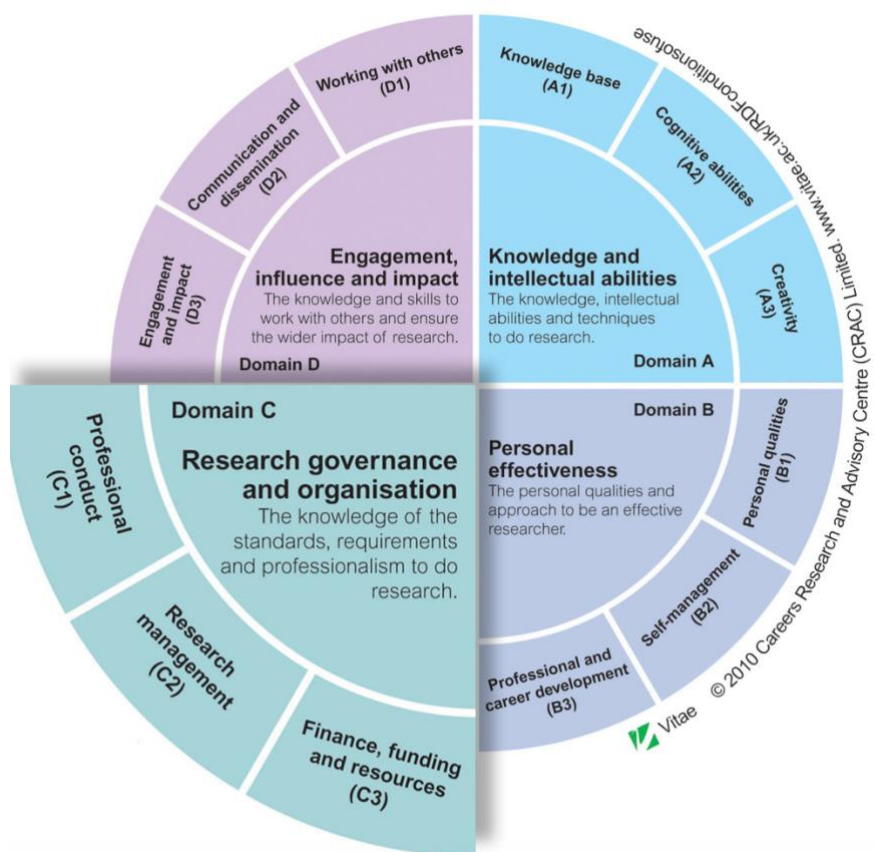 Working with others
(D1)
Communication and
dissemination
(D2)
Engagement
and impact
(D3)
Engagement,
influence and impact
The knowledge and skills to
work with others and ensure
the wider impact of research.
Domain D
Knowledge base
(A1)
Cognitive abilities
(A2)
Creativity
(A3)
Knowledge and
intellectual abilities
The knowledge, intellectual
abilities and techniques
to do research.
Domain A
Domain C
Research governance
and organisation
The knowledge of the
standards, requirements
and professionalism to do
research.
Professional
conduct
(C1)
Research
management
(C2)
Finance, funding
and resources
(C3)
Domain B
Personal
effectiveness
The personal qualities and
approach to be an effective
researcher.
Personal qualities
(B1)
Self-management
(B2)
Professional and
career development
(B3)
Vitae
© 2010 Careers Research and Advisory Centre (CRAC) Limited. www.vitae.ac.uk/RDFconditionsofuse